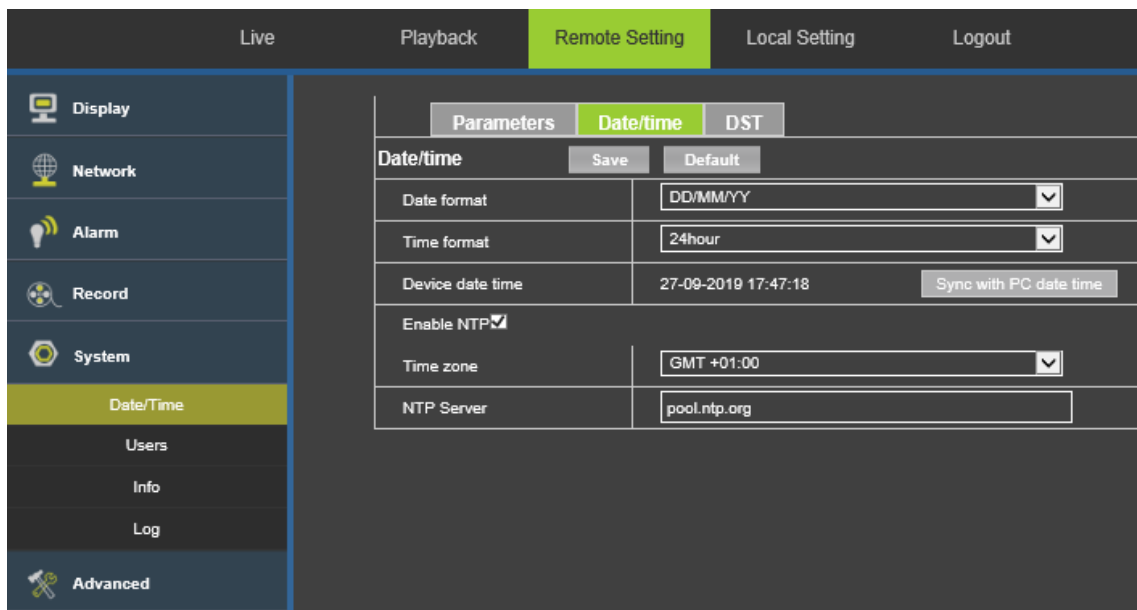 Live Playback Remote Setting Local Setting Logout
Display
Network
Alarm
Record
System
Date/Time
Users
Info
Log
Advanced
Parameters Date/time DST
Date/time Save Default
Date format DD/MM/YY
Time format 24hour
Device date time 27-09-2019 17:47:18 Sync with PC date time
Enable NTP
Time zone GMT +01:00
NTP Server pool.ntp.org